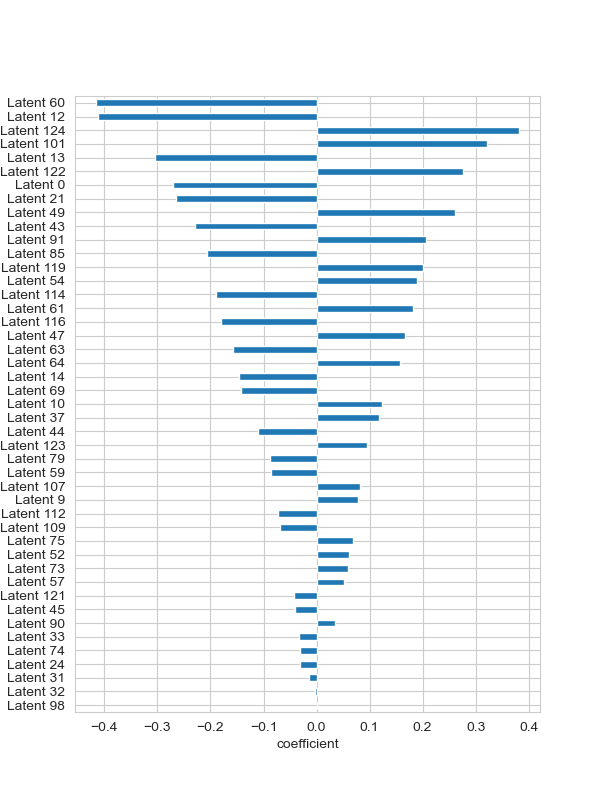 Latent 60
Latent 12
Latent 124
Latent 101
Latent 13
Latent 122
Latent 0
Latent 21
Latent 49
Latent 43
Latent 91
Latent 85
Latent 119
Latent 54
Latent 114
Latent 61
Latent 116
Latent 47
Latent 63
Latent 64
Latent 14
Latent 69
Latent 10
Latent 37
Latent 44
Latent 123
Latent 79
Latent 59
Latent 107
Latent 9
Latent 112
Latent 109
Latent 75
Latent 52
Latent 73
Latent 57
Latent 121
Latent 45
Latent 90
Latent 33
Latent 74
Latent 24
Latent 31
Latent 32
Latent 98
−0.4 −0.3 −0.2 −0.1 0.0 0.1 0.2 0.3 0.4
coefficient